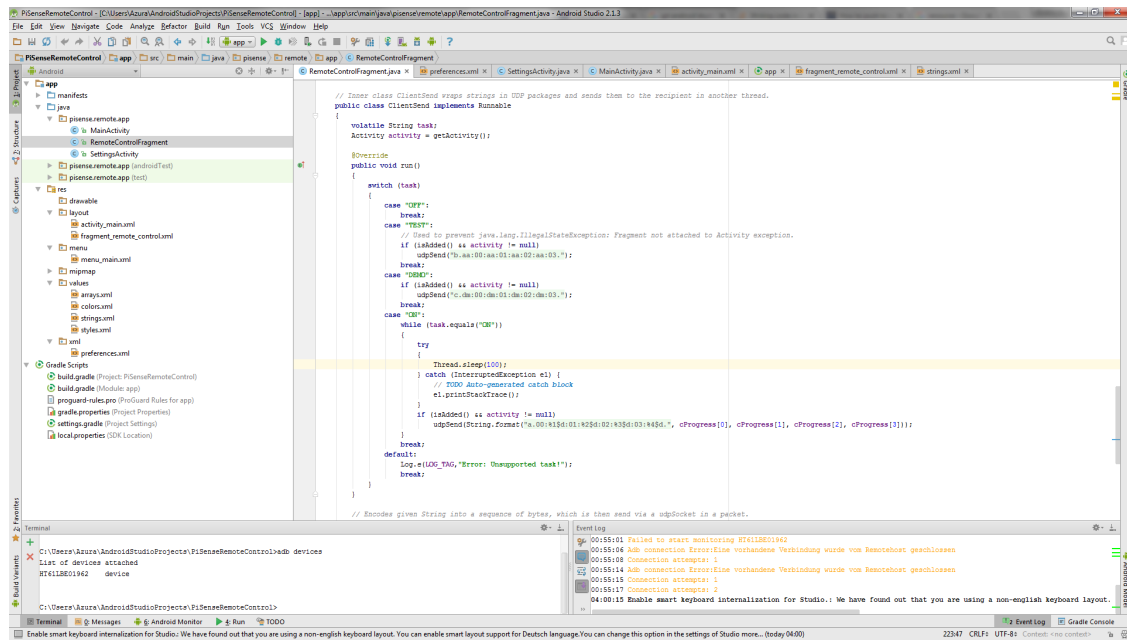 PiSenseRemoteControl - [C:\Users\Azura\AndroidStudioProjects\PiSenseRemoteControl] - [app] - ...\app\src\main\java\pisense\remote\app\RemoteControlFragment.java - Android Studio 2.1.3
File Edit View Navigate Code Analyze Refactor Build Run Tools VCS Window Help
app
PiSenseRemoteControl app src main java pisense remote app RemoteControlFragment
Android
RemoteControlFragment.java preferences.xml SettingsActivity.java MainActivity.java activity_main.xml app fragment_remote_control.xml strings.xml
1: Project
Structure
Captures
Favorites
Build Variants
Gradle
Android Model
app
manifests
java
pisense.remote.app
MainActivity
RemoteControlFragment
SettingsActivity
pisense.remote.app (androidTest)
pisense.remote.app (test)
res
drawable
layout
activity_main.xml
fragment_remote_control.xml
menu
menu_main.xml
mipmap
values
arrays.xml
colors.xml
strings.xml
styles.xml
xml
preferences.xml
Gradle Scripts
build.gradle (Project: PiSenseRemoteControl)
build.gradle (Module: app)
proguard-rules.pro (ProGuard Rules for app)
gradle.properties (Project Properties)
settings.gradle (Project Settings)
local.properties (SDK Location)
// Inner class ClientSend wraps strings in UDP packages and sends them to the recipient in another thread.
public class ClientSend implements Runnable
{
volatile String task;
Activity activity = getActivity();
@Override
public void run()
{
switch (task)
{
case "OFF":
break;
case "TEST":
// Used to prevent java.lang.IllegalStateException: Fragment not attached to Activity exception.
if (isAdded() && activity != null)
udpSend("b.aa:00:aa:01:aa:02:aa:03.");
break;
case "DEMO":
if (isAdded() && activity != null)
udpSend("c.dm:00:dm:01:dm:02:dm:03.");
break;
case "ON":
while (task.equals("ON"))
{
try
{
Thread.sleep(100);
} catch (InterruptedException e1) {
// TODO Auto-generated catch block
e1.printStackTrace();
}
if (isAdded() && activity != null)
udpSend(String.format("a.00:%1$d:01:%2$d:02:%3$d:03:%4$d.", cProgress[0], cProgress[1], cProgress[2], cProgress[3]));
}
break;
default:
Log.e(LOG_TAG,"Error: Unsupported task!");
break;
}
}
// Encodes given String into a sequence of bytes, which is then send via a udpSocket in a packet.
Terminal
C:\Users\Azura\AndroidStudioProjects\PiSenseRemoteControl>adb devices
List of devices attached
HT61LBE01962 device
C:\Users\Azura\AndroidStudioProjects\PiSenseRemoteControl>
Event Log
00:55:01 Failed to start monitoring HT61LBE01962
00:55:06 Adb connection Error:Eine vorhandene Verbindung wurde vom Remotehost geschlossen
00:55:08 Connection attempts: 1
00:55:14 Adb connection Error:Eine vorhandene Verbindung wurde vom Remotehost geschlossen
00:55:15 Connection attempts: 1
00:55:17 Connection attempts: 2
04:00:15 Enable smart keyboard internalization for Studio.: We have found out that you are using a non-english keyboard layout.
Terminal 0: Messages 6: Android Monitor 4: Run TODO Event Log Gradle Console
Enable smart keyboard internalization for Studio.: We have found out that you are using a non-english keyboard layout. You can enable smart layout support for Deutsch language.You can change this option in the settings of Studio more... (today 04:00) 223:47 CRLF÷ UTF-8÷ Context: <no context>